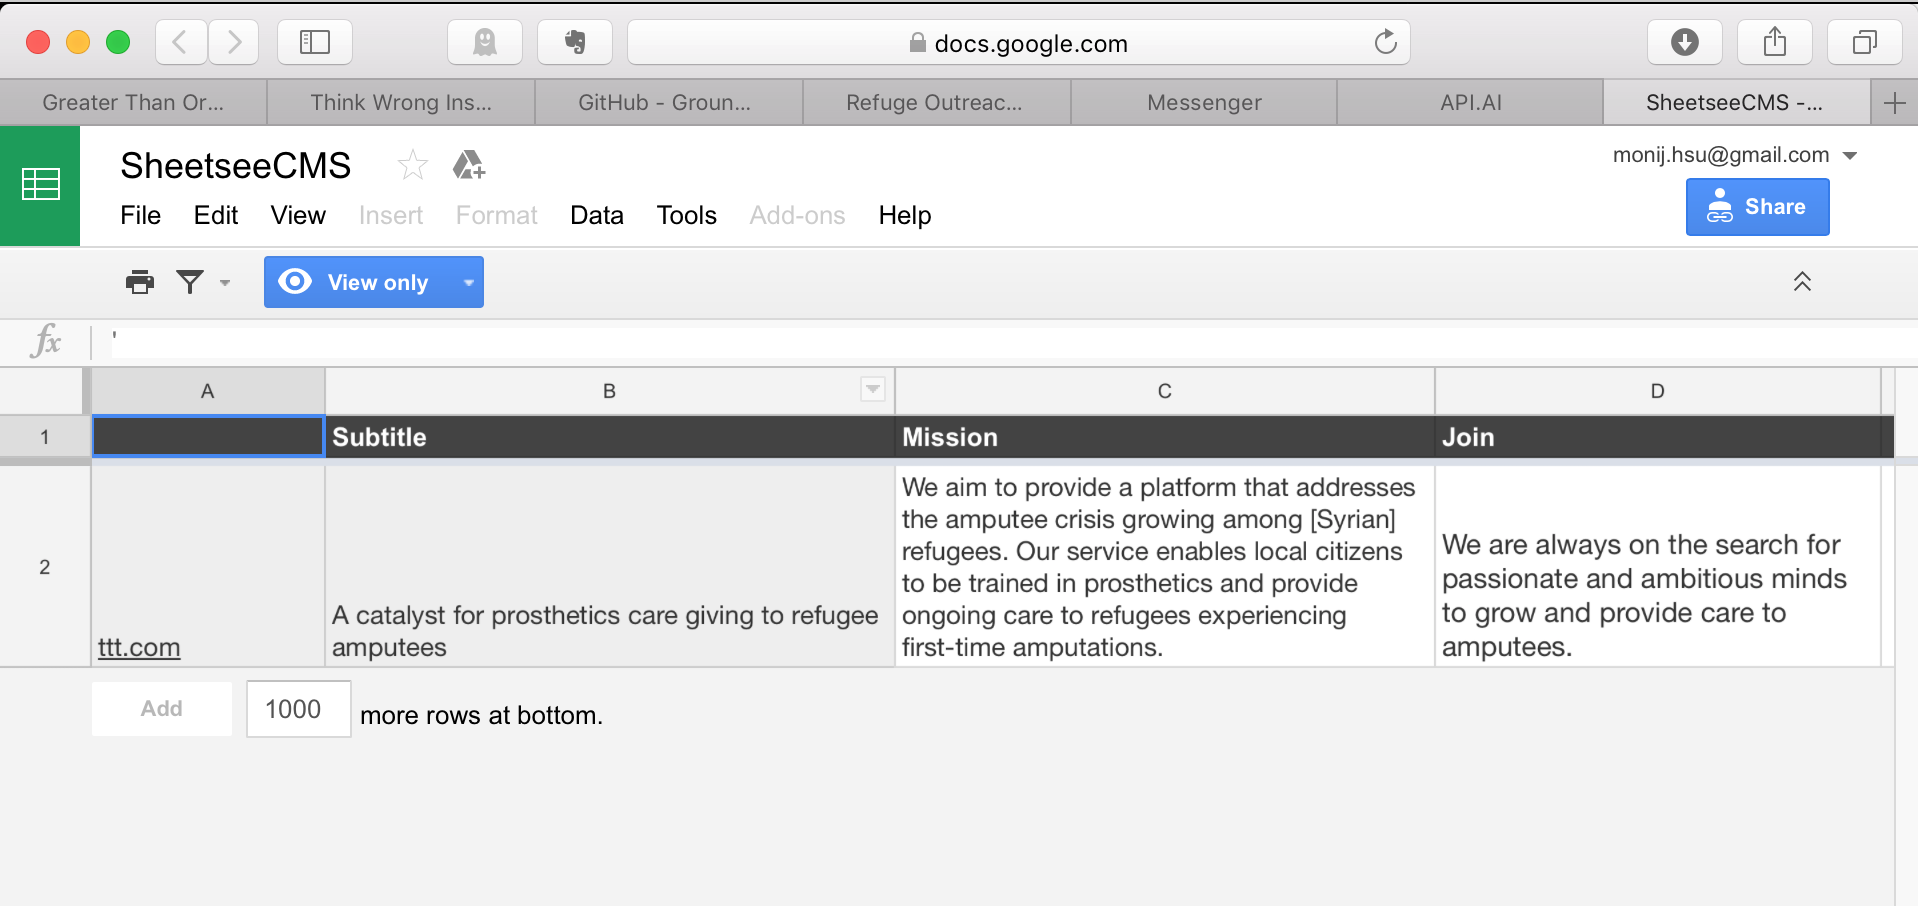 docs.google.com
Greater Than Or...
Think Wrong Ins...
GitHub - Groun...
Refuge Outreac...
Messenger
API.AI
SheetseeCMS -...
SheetseeCMS
monij.hsu@gmail.com
File Edit View Insert Format Data Tools Add-ons Help
Share
View only
fx '
A B C D
1 Subtitle Mission Join
2
ttt.com
A catalyst for prosthetics care giving to refugee
amputees
We aim to provide a platform that addresses
the amputee crisis growing among [Syrian]
refugees. Our service enables local citizens
to be trained in prosthetics and provide
ongoing care to refugees experiencing
first-time amputations.
We are always on the search for
passionate and ambitious minds
to grow and provide care to
amputees.
Add 1000 more rows at bottom.